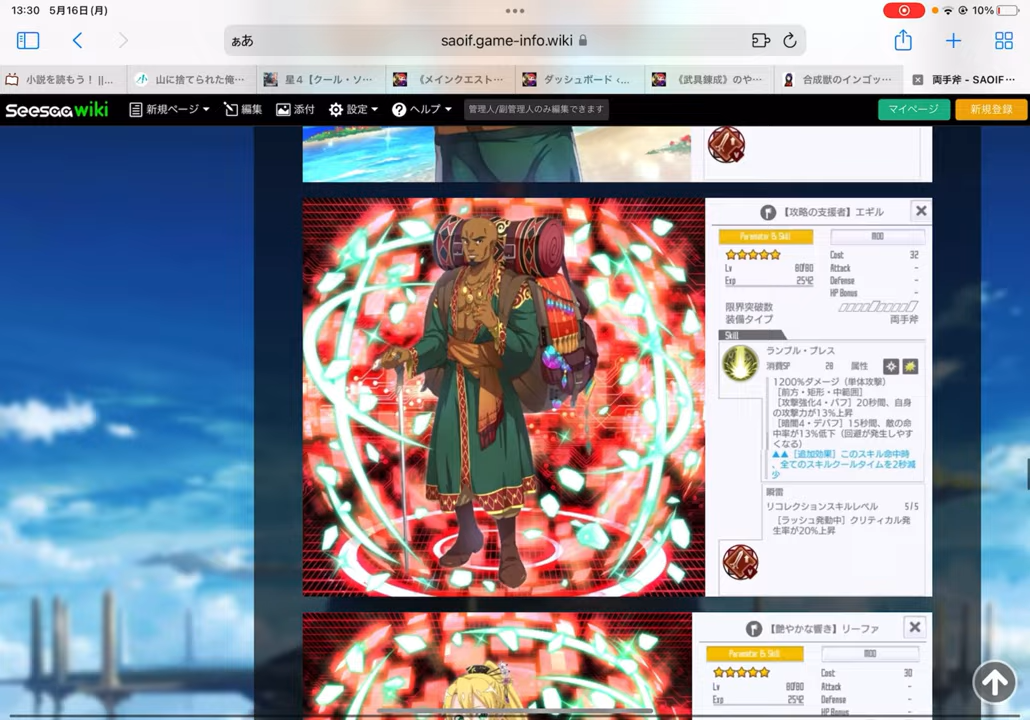 13:30 5月16日(月)
10%
ぁあ
saoif.game-info.wiki
小説を読もう！ ||...
山に捨てられた俺…
星４【クール・ソ…
《メインクエスト…
ダッシュボード ‹…
《武具錬成》のや…
合成獣のインゴッ…
両手斧 - SAOIF…
Seesaa wiki
新規ページ
編集
添付
設定
ヘルプ
管理人/副管理人のみ編集できます
マイページ
新規登録
【攻略の支援者】エギル
Parameter & Skill
MOD
Lv 80/80
Exp 2542
Cost 32
Attack -
Defense -
HP Bonus -
限界突破数
装備タイプ 両手斧
Skill
ランブル・プレス
消費SP 28 属性
1200%ダメージ（単体攻撃）
［前方・矩形・中範囲］
［攻撃強化4・バフ］20秒間、自身
の攻撃力が13%上昇
［暗闇4・デバフ］15秒間、敵の命
中率が13%低下（回避が発生しやす
くなる）
▲▲［追加効果］このスキル命中時
、全てのスキルクールタイムを2秒減
少
瞬雷
リコレクションスキルレベル 5/5
［ラッシュ発動中］クリティカル発
生率が20%上昇
【艶やかな響き】リーファ
Parameter & Skill
MOD
Lv 80/80
Exp 2542
Cost 30
Attack -
Defense -
HP Bonus